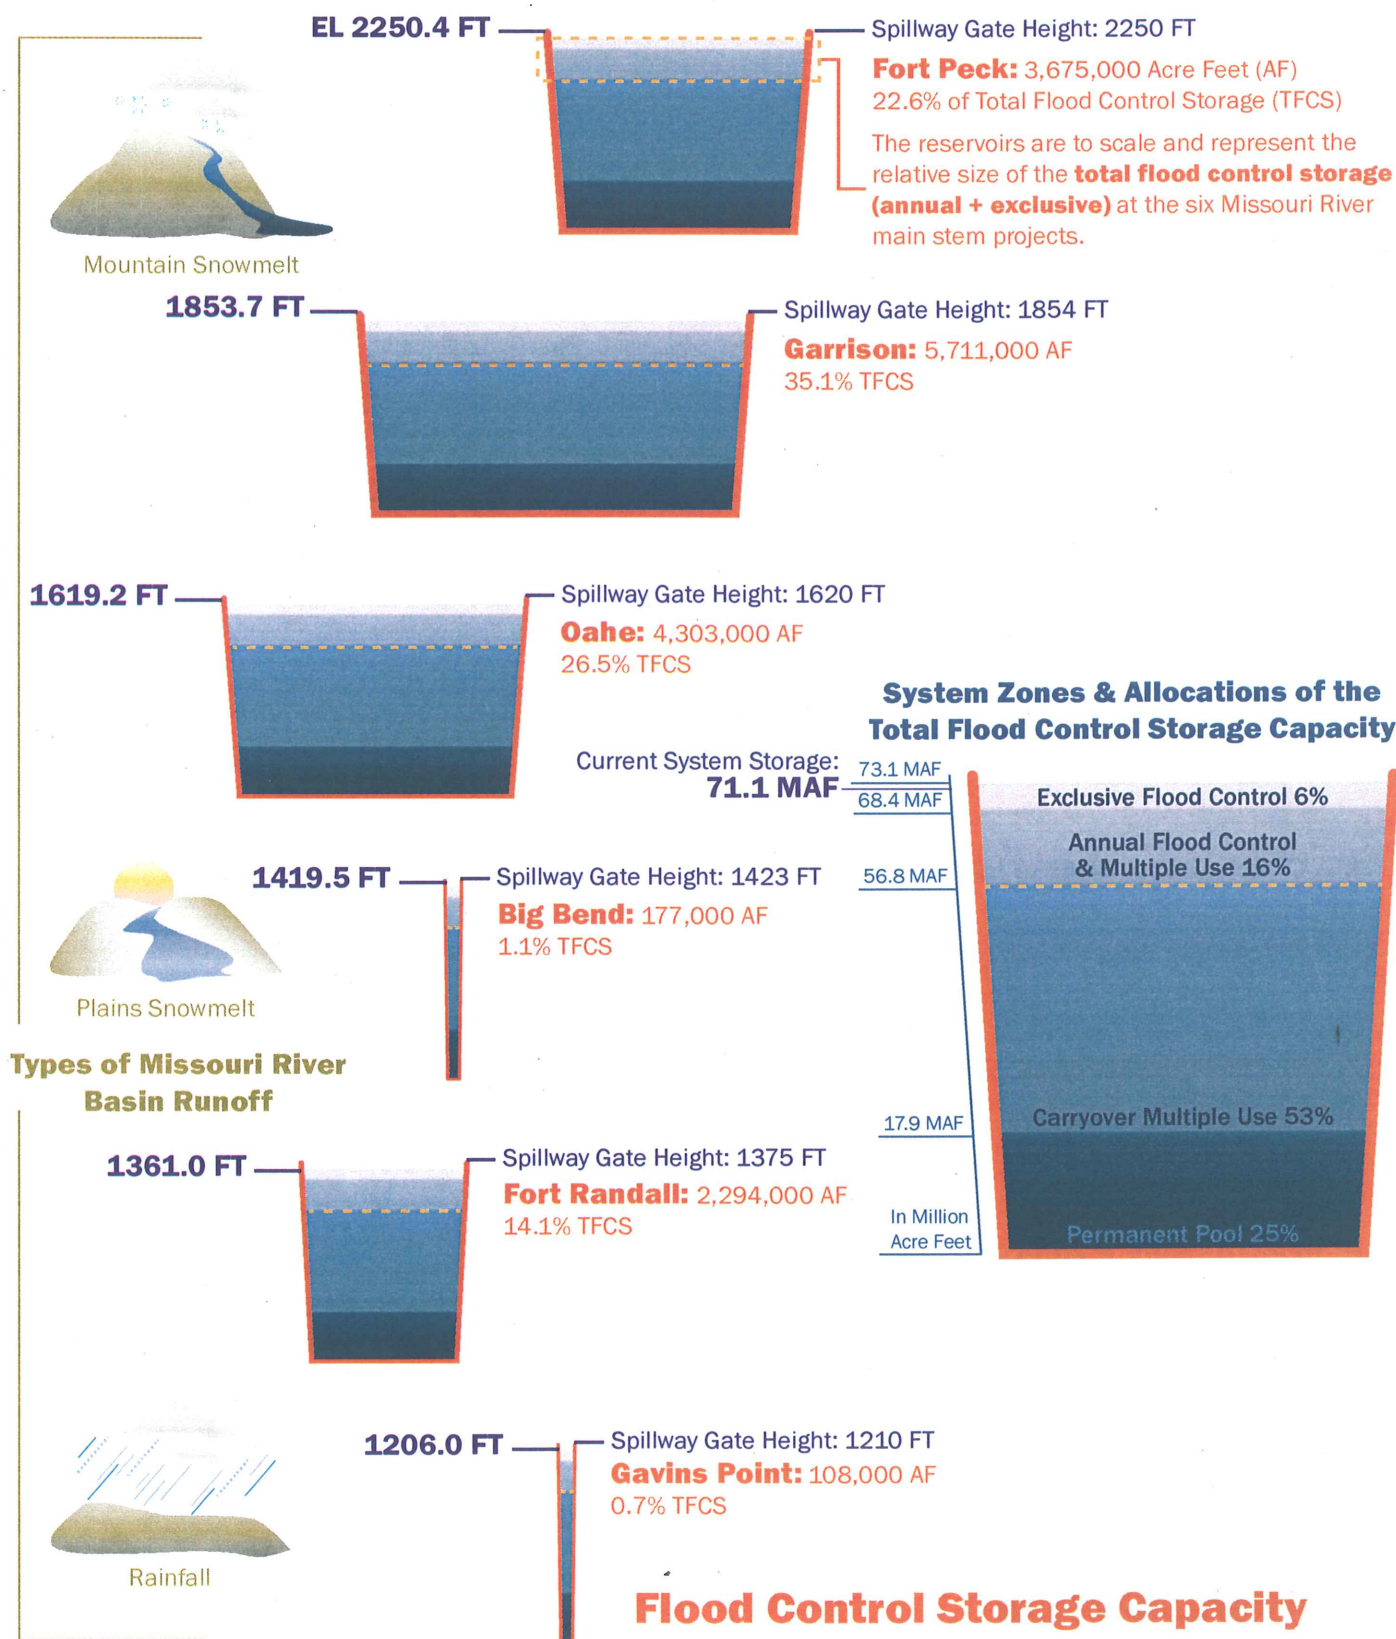 EL 2250.4 FT
Spillway Gate Height: 2250 FT
Fort Peck: 3,675,000 Acre Feet (AF)
22.6% of Total Flood Control Storage (TFCS)
The reservoirs are to scale and represent the
relative size of the total flood control storage
(annual + exclusive) at the six Missouri River
main stem projects.
Mountain Snowmelt
1853.7 FT
Spillway Gate Height: 1854 FT
Garrison: 5,711,000 AF
35.1% TFCS
1619.2 FT
Spillway Gate Height: 1620 FT
Oahe: 4,303,000 AF
26.5% TFCS
System Zones & Allocations of the
Total Flood Control Storage Capacity
Current System Storage:
71.1 MAF
73.1 MAF
68.4 MAF
56.8 MAF
17.9 MAF
In Million
Acre Feet
Exclusive Flood Control 6%
Annual Flood Control
& Multiple Use 16%
Carryover Multiple Use 53%
Permanent Pool 25%
1419.5 FT
Spillway Gate Height: 1423 FT
Big Bend: 177,000 AF
1.1% TFCS
Plains Snowmelt
Types of Missouri River
Basin Runoff
1361.0 FT
Spillway Gate Height: 1375 FT
Fort Randall: 2,294,000 AF
14.1% TFCS
1206.0 FT
Spillway Gate Height: 1210 FT
Gavins Point: 108,000 AF
0.7% TFCS
Rainfall
Flood Control Storage Capacity